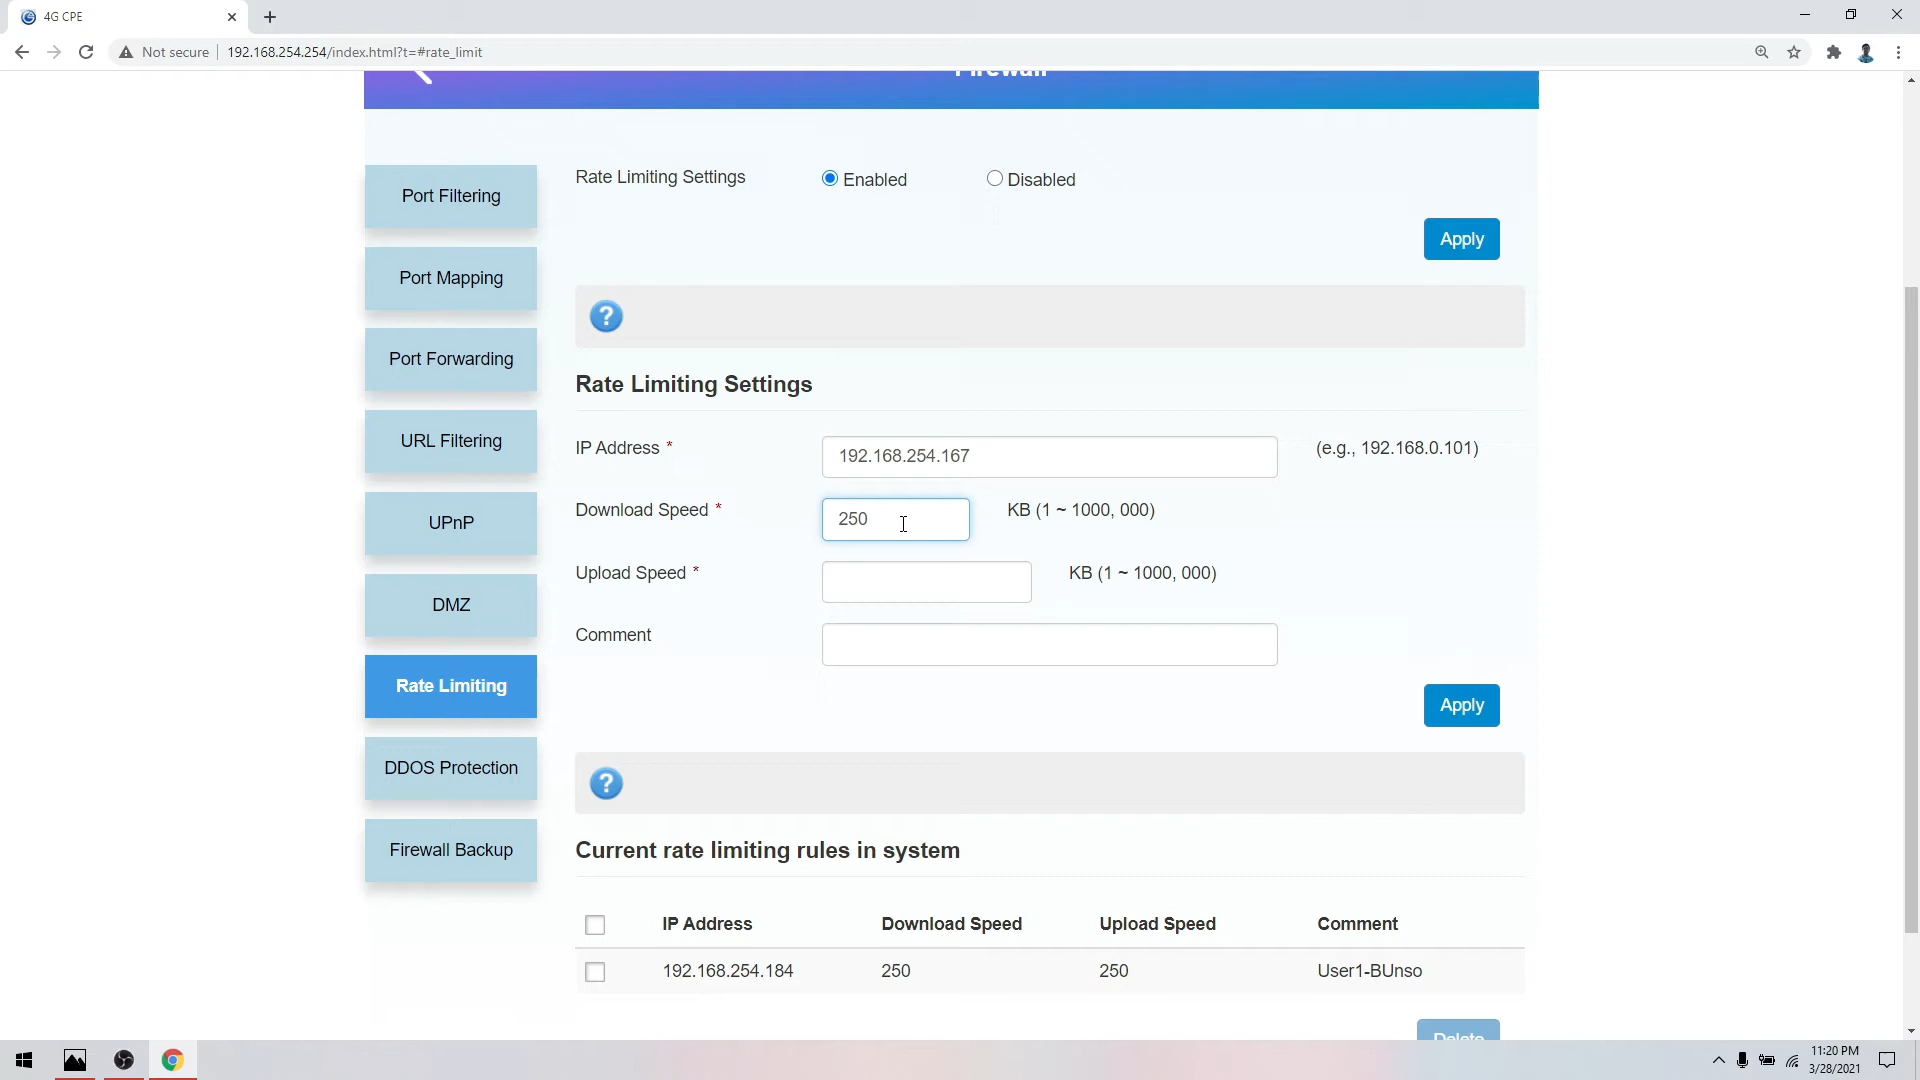 4G CPE
Not secure 192.168.254.254/index.html?t=#rate_limit
Firewall
Port Filtering
Port Mapping
Port Forwarding
URL Filtering
UPnP
DMZ
Rate Limiting
DDOS Protection
Firewall Backup
Rate Limiting Settings Enabled Disabled
Apply
?
Rate Limiting Settings
IP Address * 192.168.254.167 (e.g., 192.168.0.101)
Download Speed * 250 KB (1 ~ 1000, 000)
Upload Speed * KB (1 ~ 1000, 000)
Comment
Apply
?
Current rate limiting rules in system
IP Address Download Speed Upload Speed Comment
192.168.254.184 250 250 User1-BUnso
Delete
11:20 PM
3/28/2021